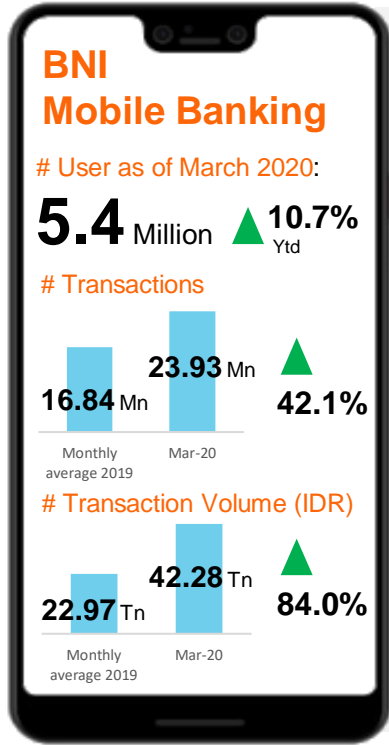 BNI
Mobile Banking
# User as of March 2020:
5.4 Million 10.7%
Ytd
# Transactions
23.93 Mn
16.84 Mn
42.1%
Monthly
average 2019
Mar-20
# Transaction Volume (IDR)
42.28 Tn
22.97 Tn
84.0%
Monthly
average 2019
Mar-20